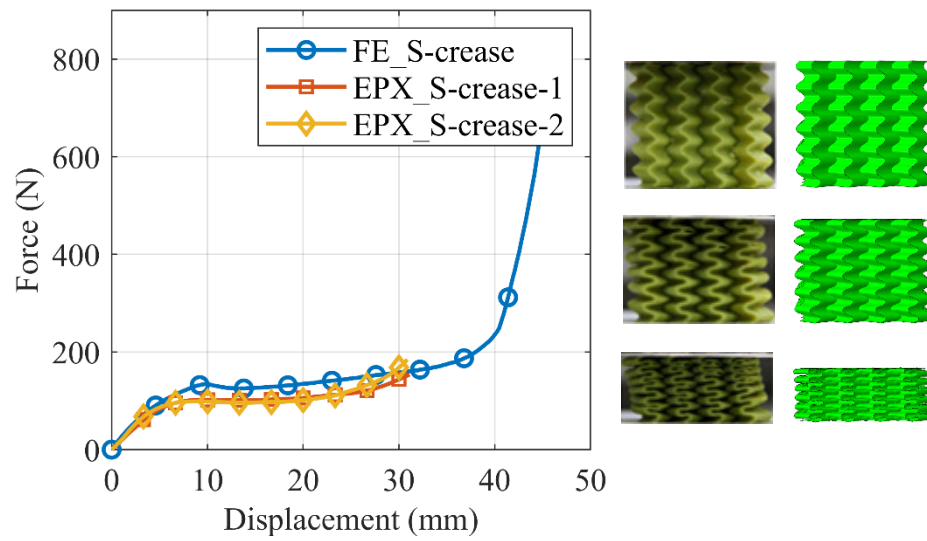 800
600
400
200
0
Force (N)
FE_S-crease
EPX_S-crease-1
EPX_S-crease-2
0 10 20 30 40 50
Displacement (mm)